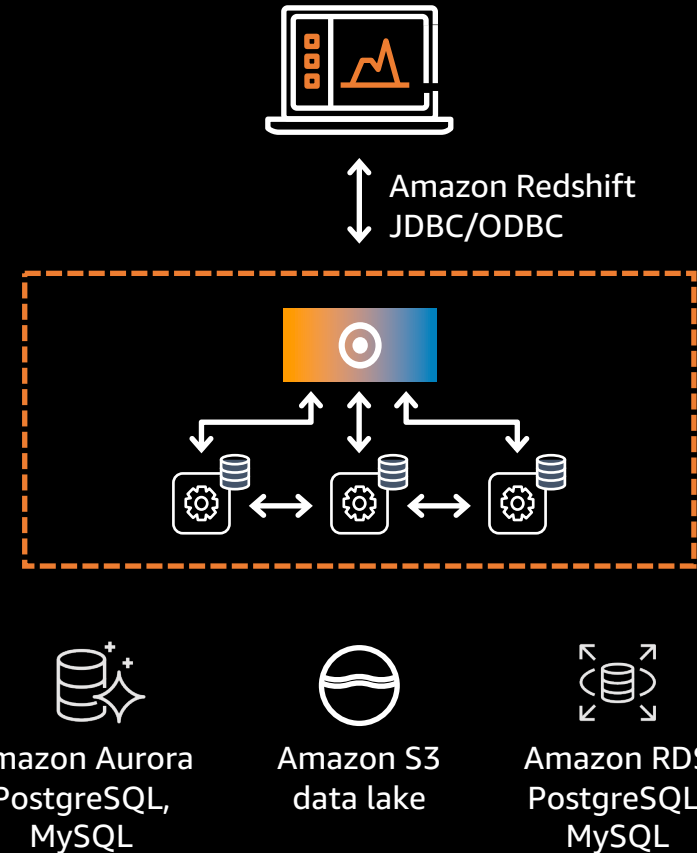 Amazon Redshift
JDBC/ODBC
mazon Aurora
PostgreSQL,
MySQL
Amazon S3
data lake
Amazon RDS
PostgreSQL
MySQL